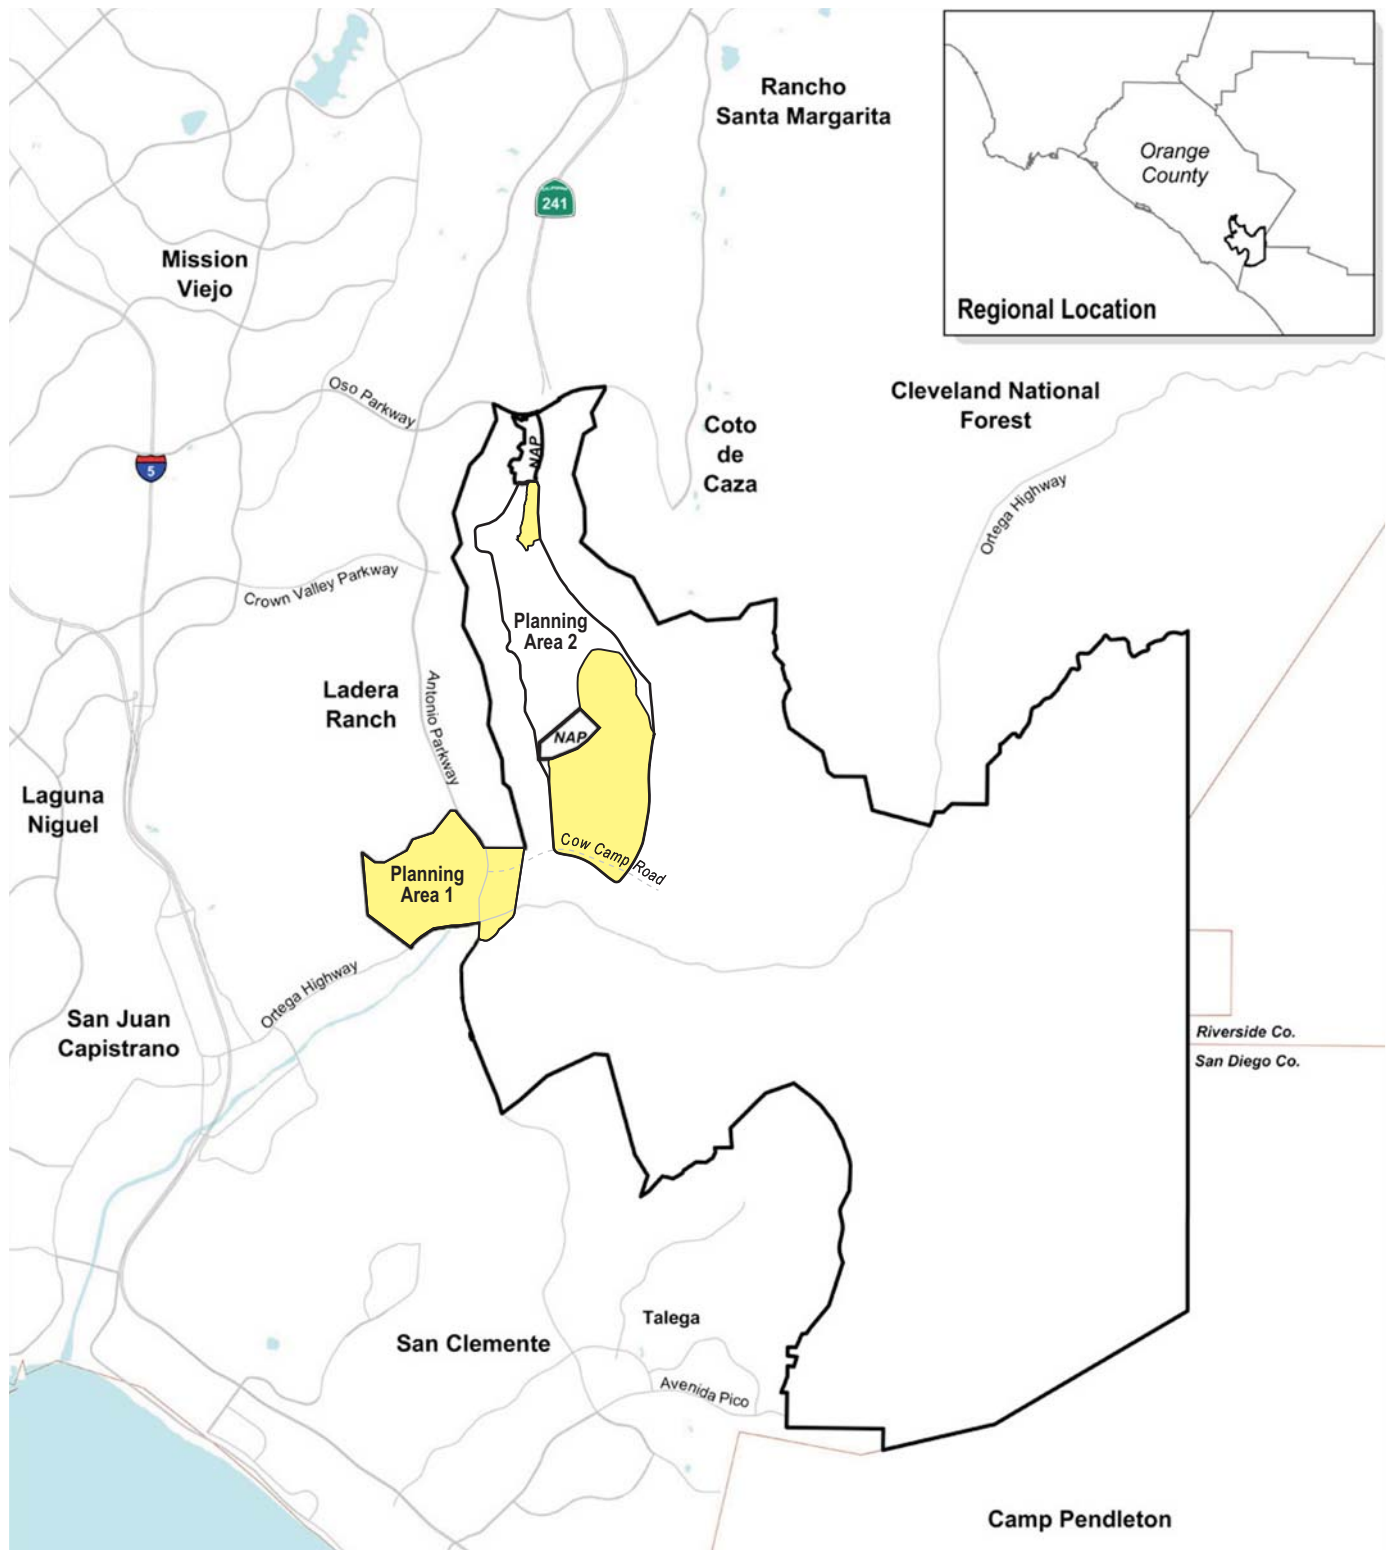 Rancho
Santa Margarita
Orange
County
Regional Location
CALIFORNIA
241
Mission
Viejo
Oso Parkway
Cleveland National
Forest
Coto
de
Caza
NAP
5
Ortega Highway
Crown Valley Parkway
Planning
Area 2
Ladera
Ranch
Antonio Parkway
NAP
Laguna
Niguel
Cow Camp Road
Planning
Area 1
Ortega Highway
San Juan
Capistrano
Riverside Co.
San Diego Co.
Talega
San Clemente
Avenida Pico
Camp Pendleton